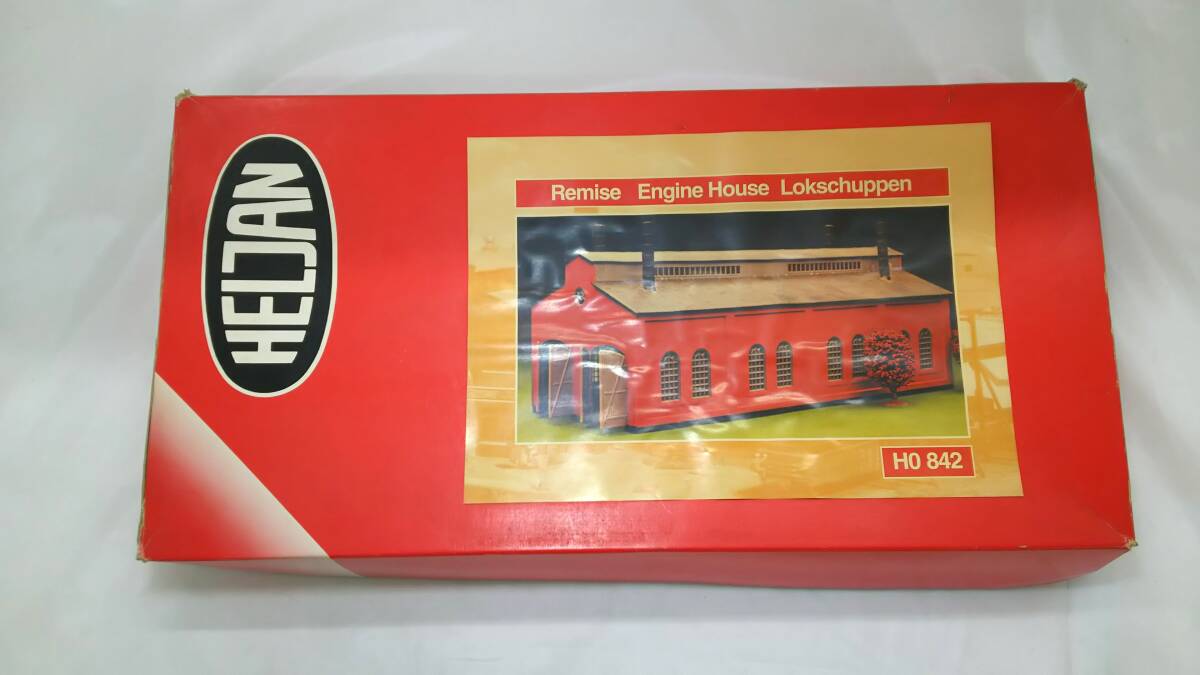 HELJAN
Remise Engine House Lokschuppen
H0 842